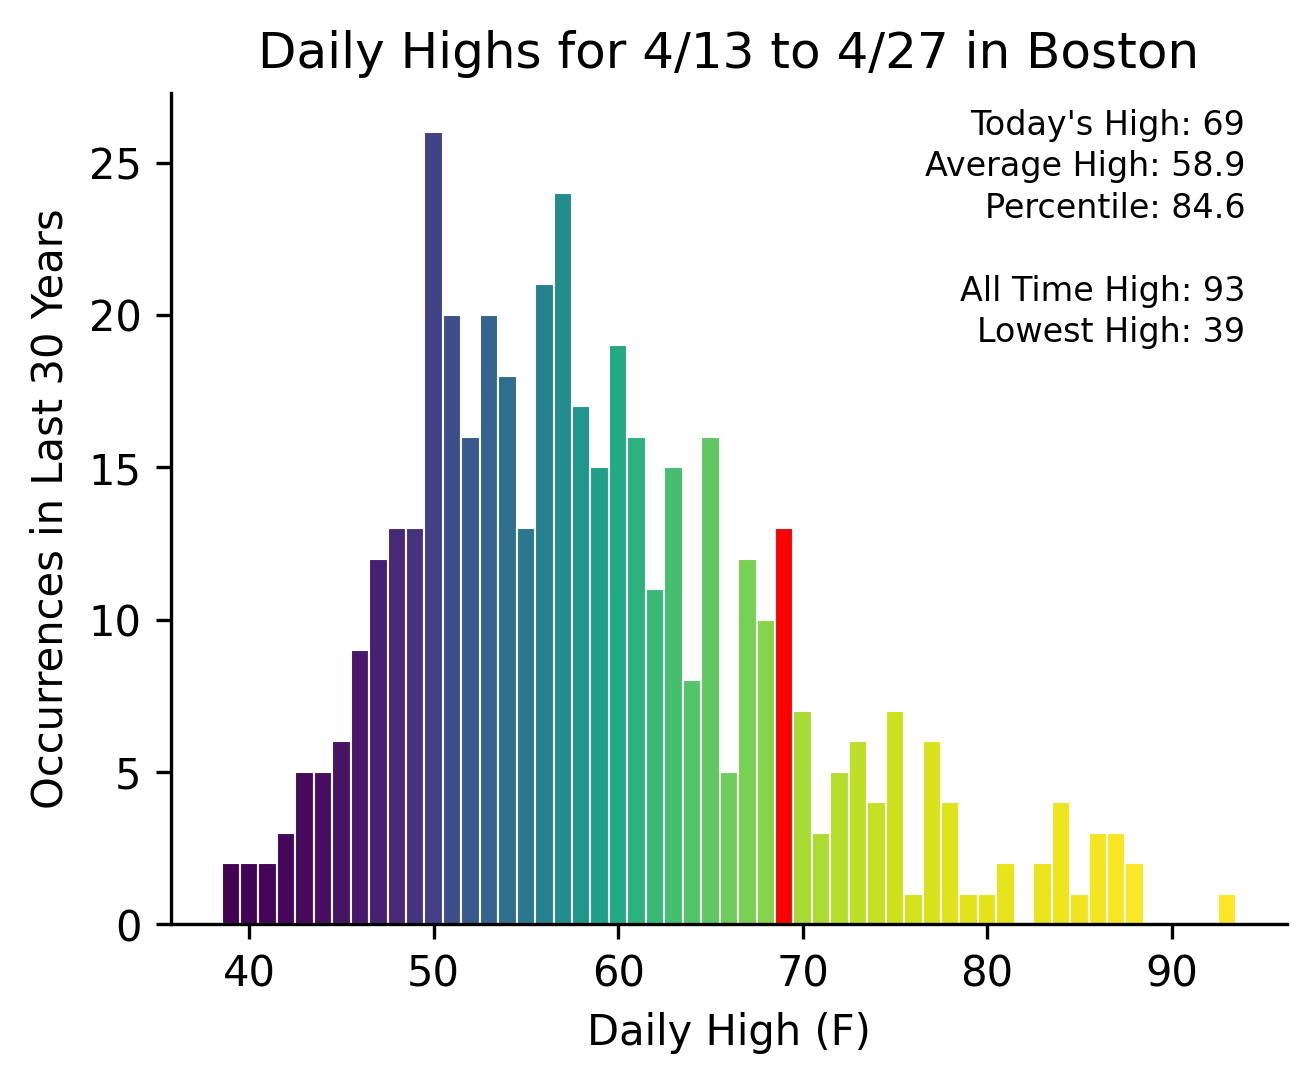 Daily Highs for 4/13 to 4/27 in Boston
Today's High: 69
Average High: 58.9
Percentile: 84.6
All Time High: 93
Lowest High: 39
Occurrences in Last 30 Years
25
20
15
10
5
0
40 50 60 70 80 90
Daily High (F)